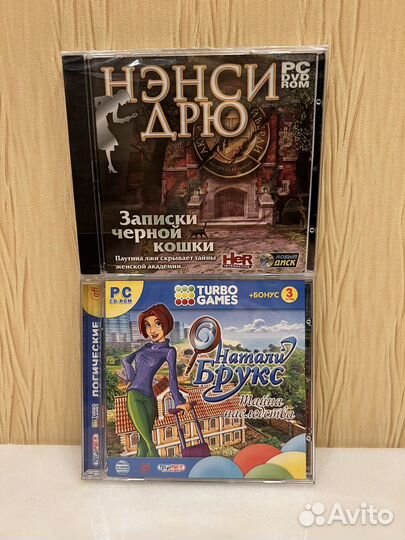 НЭНСИ
ДРЮ
PC
DVD
ROM
Записки
черной
кошки
Паутина лжи скрывает тайны
женской академии...
HER
INTERACTIVE
НОВЫЙ
ДИСК
PC
CD-ROM
TURBO
GAMES
+БОНУС 3
ЛОГИЧЕСКИЕ
Натали
Брукс
Тайна
наследства
Avito